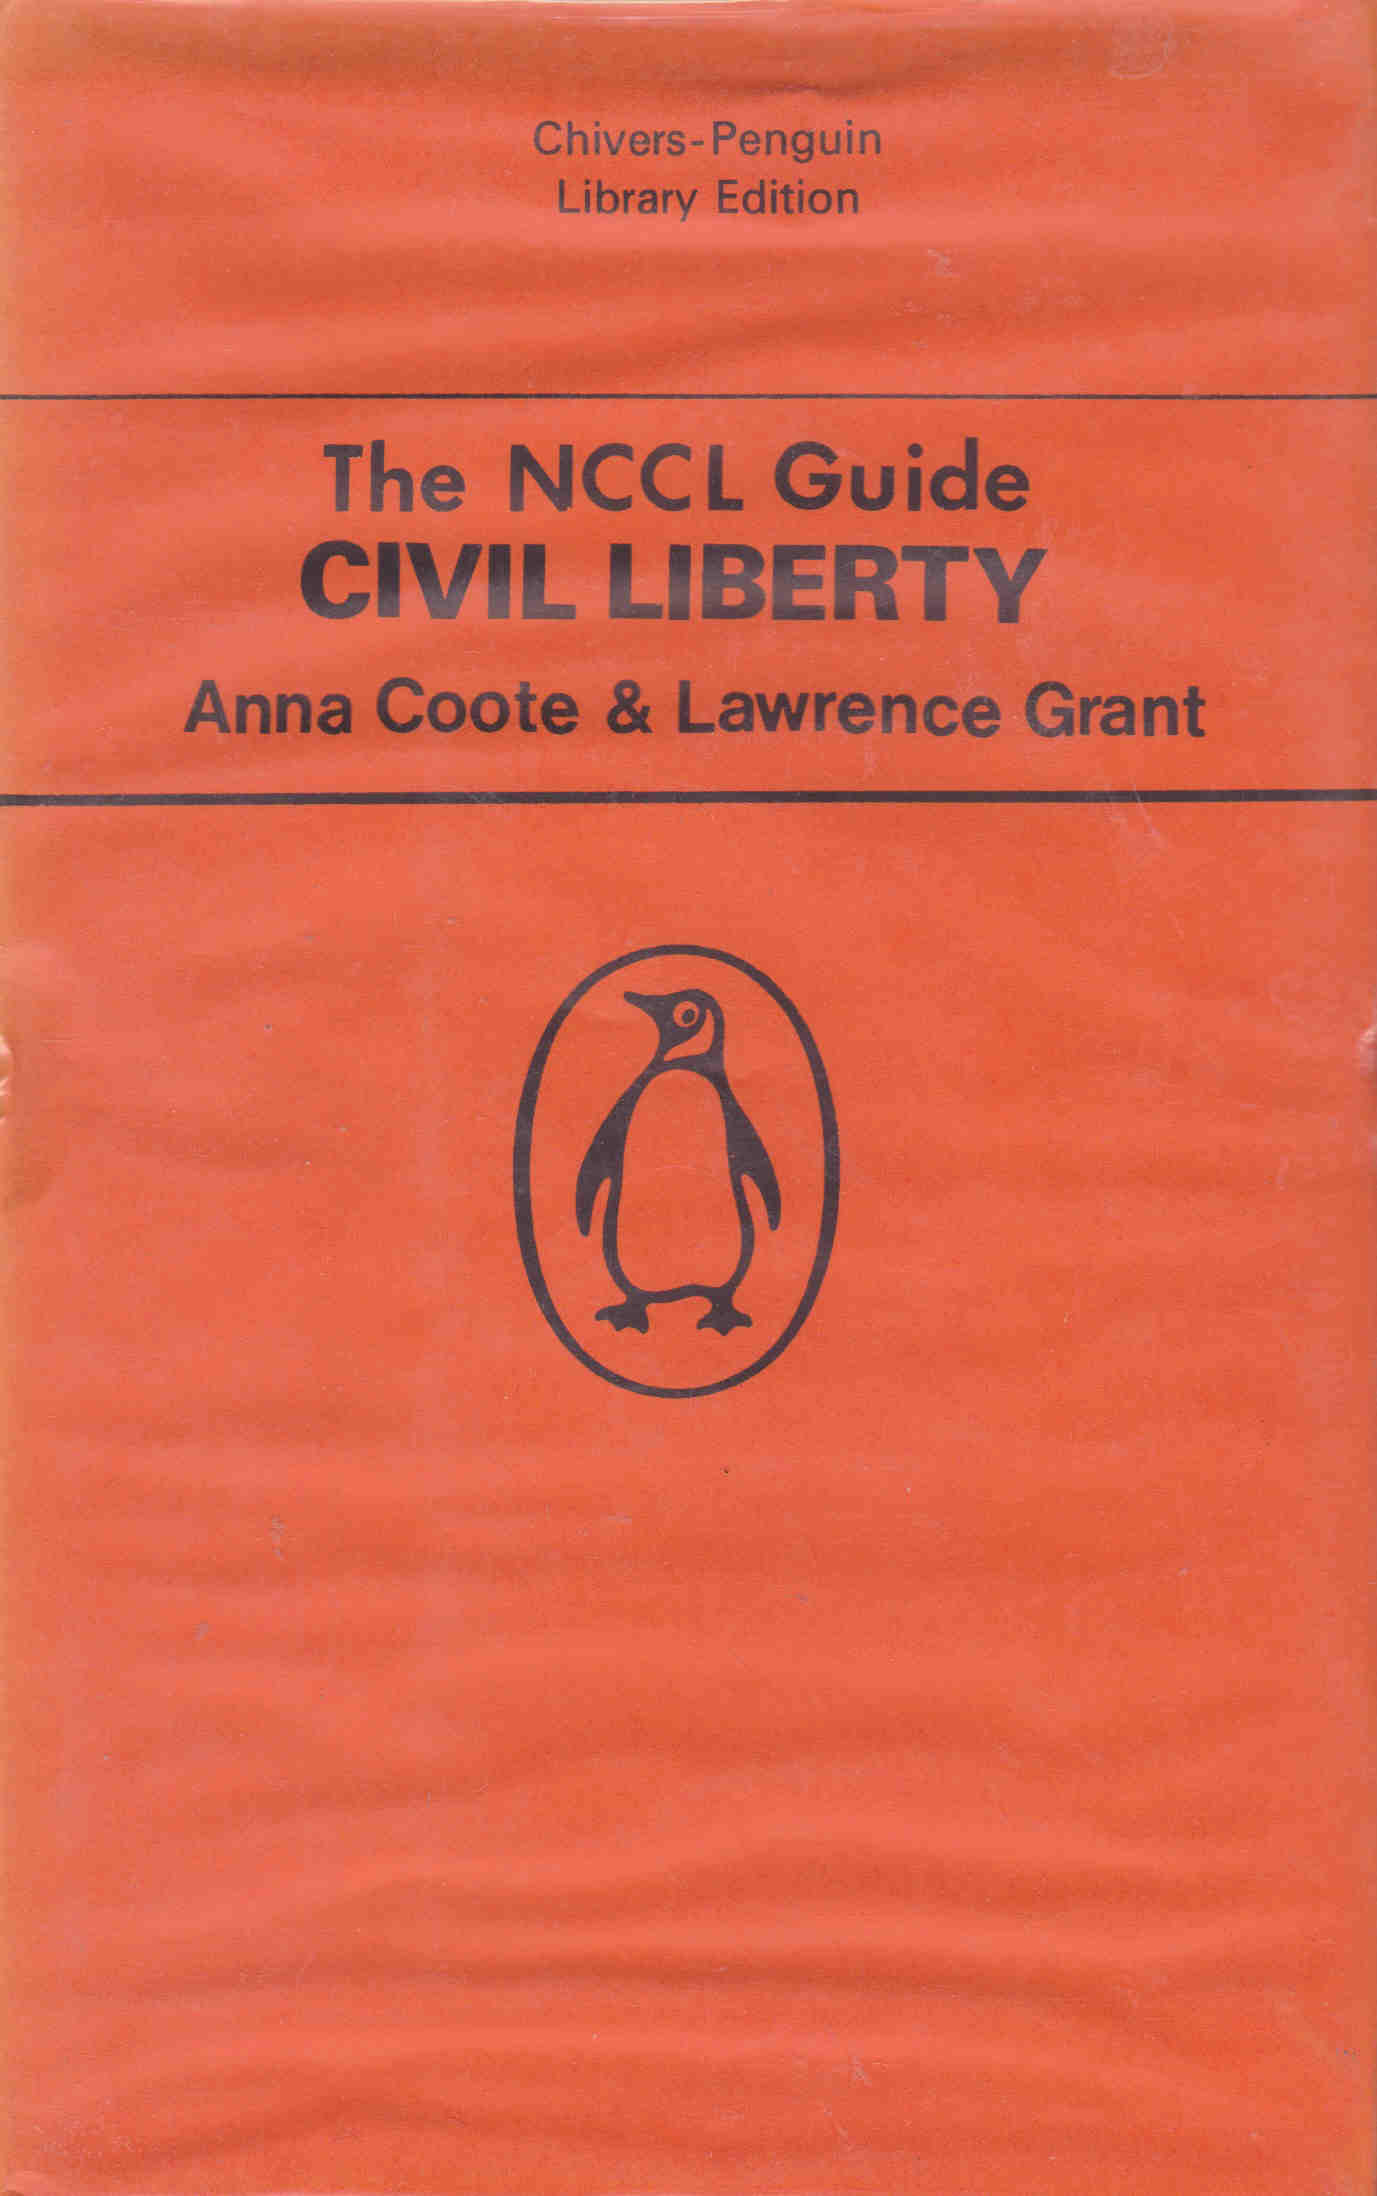 Chivers-Penguin
Library Edition
The NCCL Guide
CIVIL LIBERTY
Anna Coote & Lawrence Grant